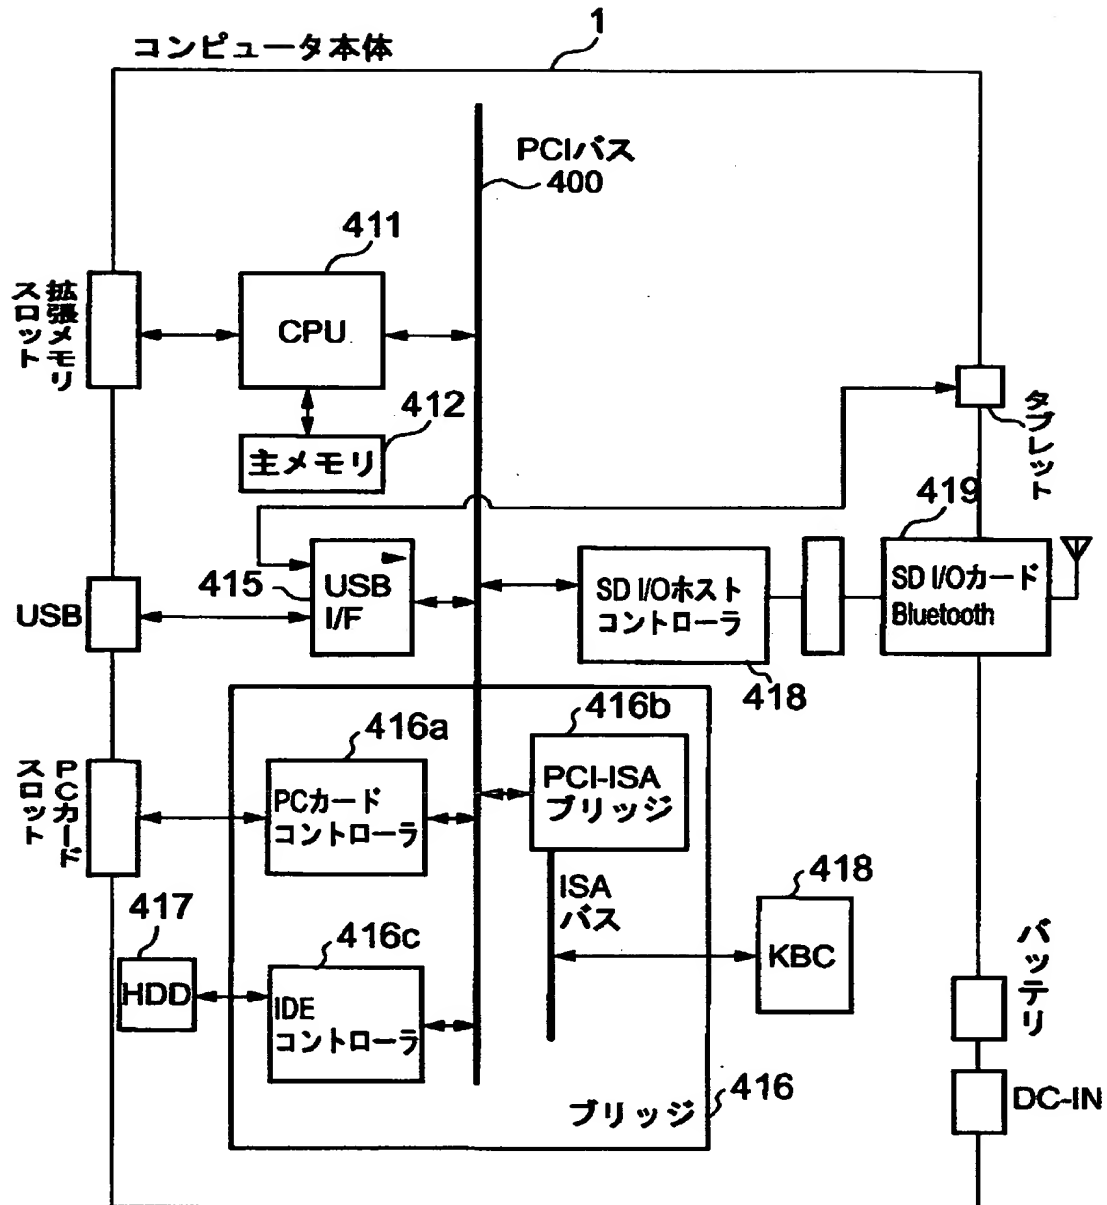 1
コンピュータ本体
PCIバス
400
411
CPU
拡張メモリ
スロット
412
主メモリ
タブレット
419
415
USB
I/F
USB
SD I/Oホスト
コントローラ
418
SD I/Oカード
Bluetooth
416a
416b
PCカード
スロット
PCカード
コントローラ
PCI-ISA
ブリッジ
ISA
バス
417
HDD
416c
IDE
コントローラ
418
KBC
バッテリ
416
ブリッジ
DC-IN